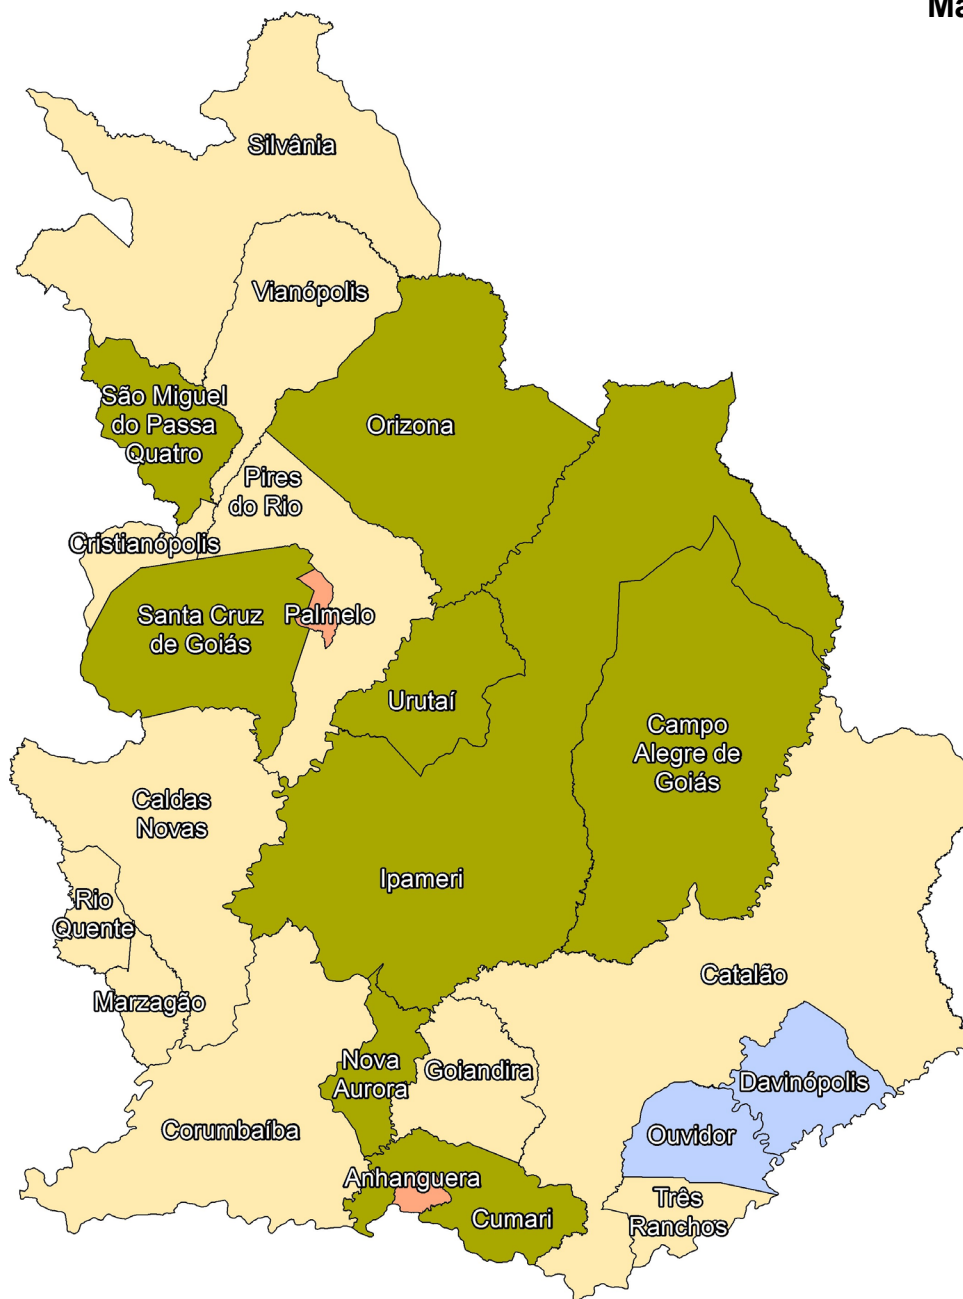 Ma
Silvânia
Vianópolis
São Miguel
do Passa
Quatro
Orizona
Pires
do Rio
Cristianópolis
Santa Cruz
de Goiás
Palmelo
Urutaí
Campo
Alegre de
Goiás
Caldas
Novas
Ipameri
Rio
Quente
Catalão
Marzagão
Nova
Aurora
Goiandira
Davinópolis
Corumbaíba
Ouvidor
Anhanguera
Três
Ranchos
Cumari